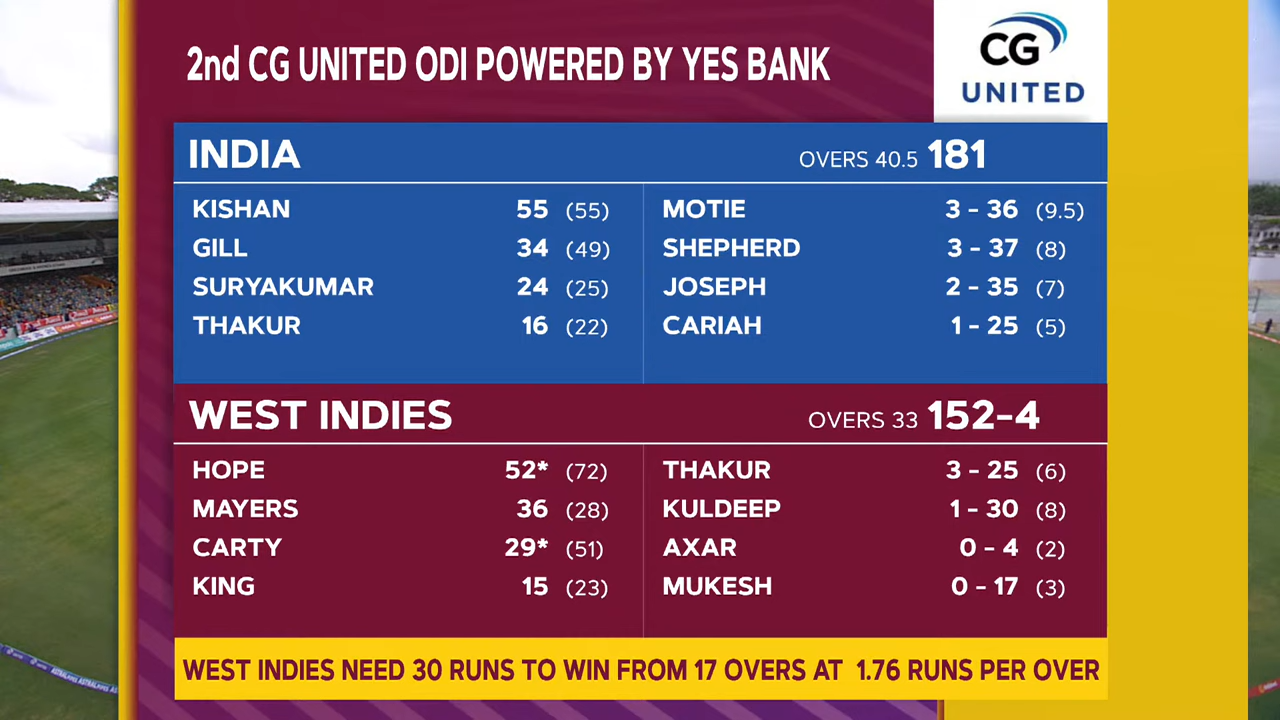 2nd CG UNITED ODI POWERED BY YES BANK
CG
UNITED
INDIA OVERS 40.5 181
KISHAN 55 (55) MOTIE 3 - 36 (9.5)
GILL 34 (49) SHEPHERD 3 - 37 (8)
SURYAKUMAR 24 (25) JOSEPH 2 - 35 (7)
THAKUR 16 (22) CARIAH 1 - 25 (5)
WEST INDIES OVERS 33 152-4
HOPE 52* (72) THAKUR 3 - 25 (6)
MAYERS 36 (28) KULDEEP 1 - 30 (8)
CARTY 29* (51) AXAR 0 - 4 (2)
KING 15 (23) MUKESH 0 - 17 (3)
WEST INDIES NEED 30 RUNS TO WIN FROM 17 OVERS AT 1.76 RUNS PER OVER